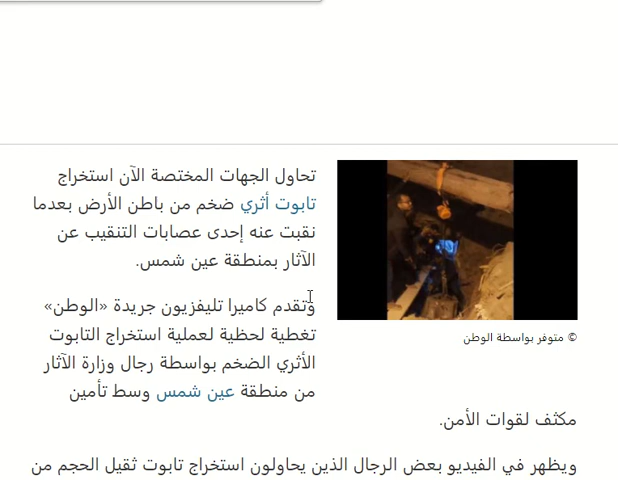 تحاول الجهات المختصة الآن استخراج
تابوت أثري ضخم من باطن الأرض بعدما
نقبت عنه إحدى عصابات التنقيب عن
الآثار بمنطقة عين شمس.
وتقدم كاميرا تليفزيون جريدة «الوطن»
تغطية لحظية لعملية استخراج التابوت
الأثري الضخم بواسطة رجال وزارة الآثار
من منطقة عين شمس وسط تأمين
© متوفر بواسطة الوطن
مكثف لقوات الأمن.
ويظهر في الفيديو بعض الرجال الذين يحاولون استخراج تابوت ثقيل الحجم من